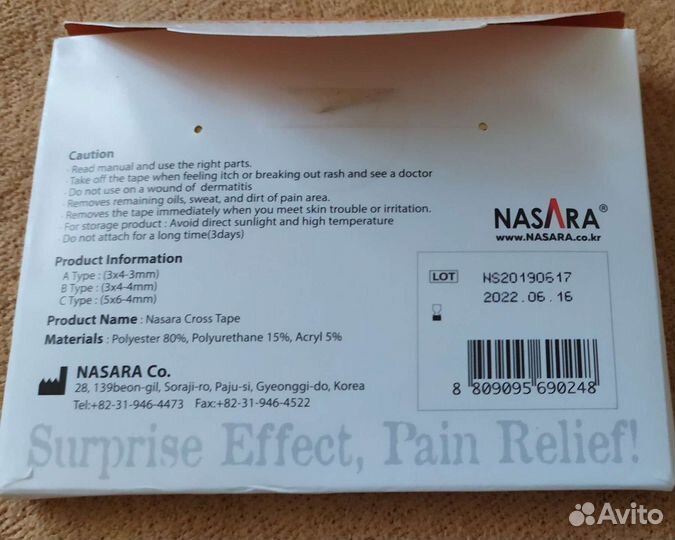 Caution
· Read manual and use the right parts.
· Take off the tape when feeling itch or breaking out rash and see a doctor
· Do not use on a wound of dermatitis
· Removes remaining oils, sweat, and dirt of pain area.
· Removes the tape immediately when you meet skin trouble or irritation.
· For storage product : Avoid direct sunlight and high temperature
· Do not attach for a long time(3days)
NASARA®
www.NASARA.co.kr
Product Information
A Type : (3x4-3mm)
B Type : (3x4-4mm)
C Type : (5x6-4mm)
Product Name : Nasara Cross Tape
Materials : Polyester 80%, Polyurethane 15%, Acryl 5%
LOT NS20190617
2022.06.16
NASARA Co.
28, 139beon-gil, Soraji-ro, Paju-si, Gyeonggi-do, Korea
Tel:+82-31-946-4473 Fax:+82-31-946-4522
8 809095 690248
Surprise Effect, Pain Relief!
Avito